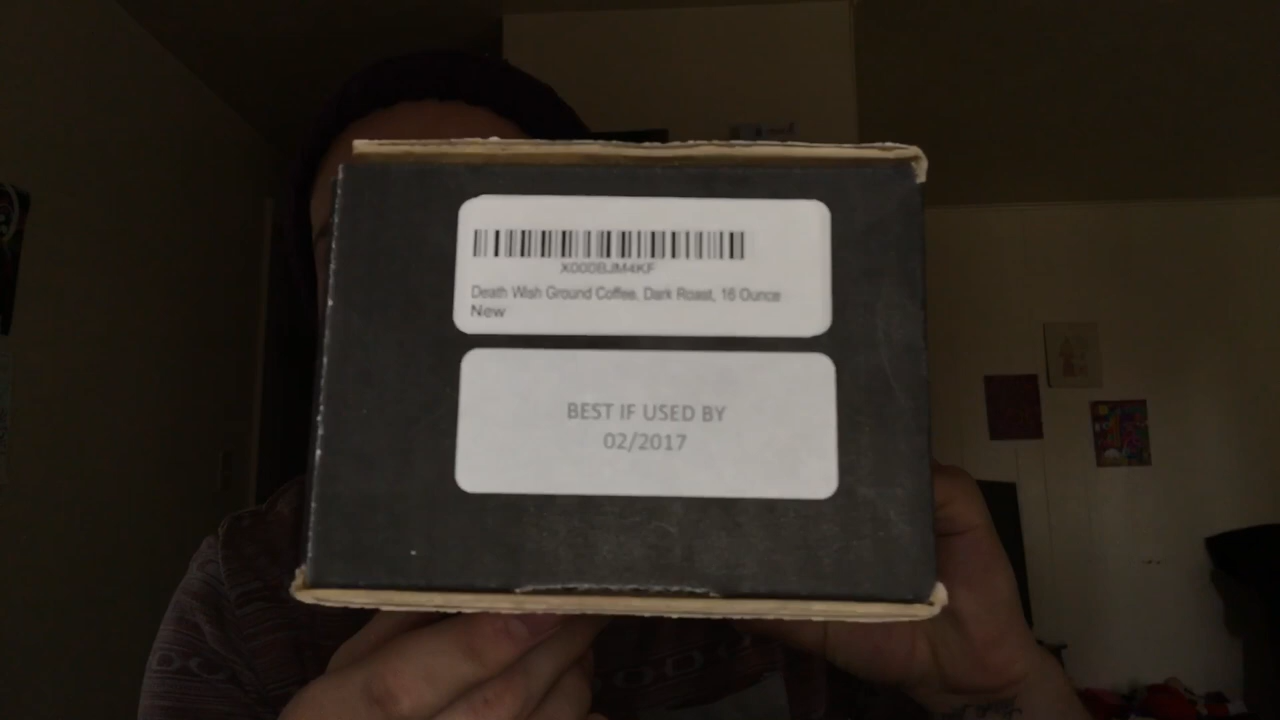 X000BJM4KF
Death Wish Ground Coffee, Dark Roast, 16 Ounce
New
BEST IF USED BY
02/2017